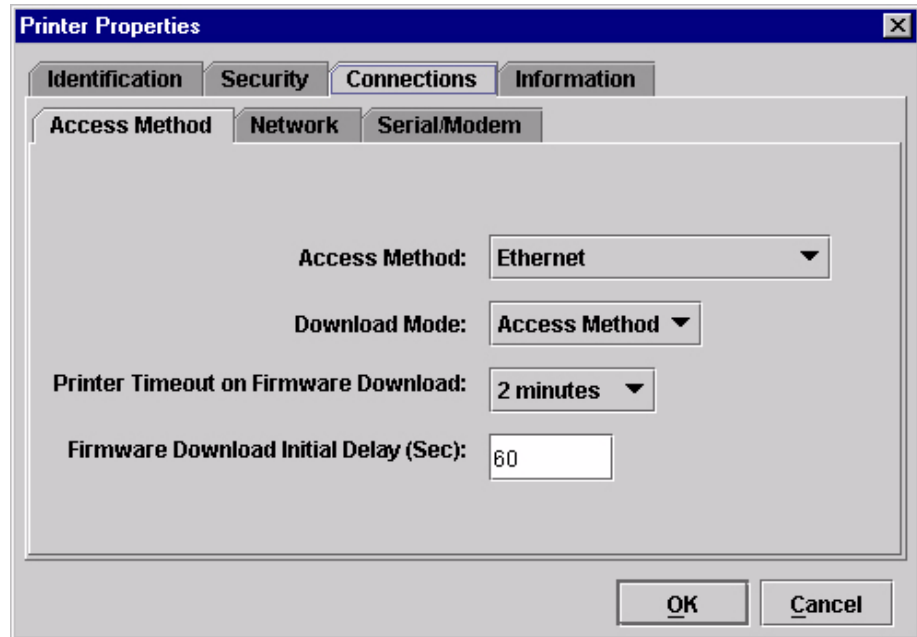 Printer Properties
Identification Security Connections Information
Access Method Network Serial/Modem
Access Method: Ethernet
Download Mode: Access Method
Printer Timeout on Firmware Download: 2 minutes
Firmware Download Initial Delay (Sec): 60
OK Cancel